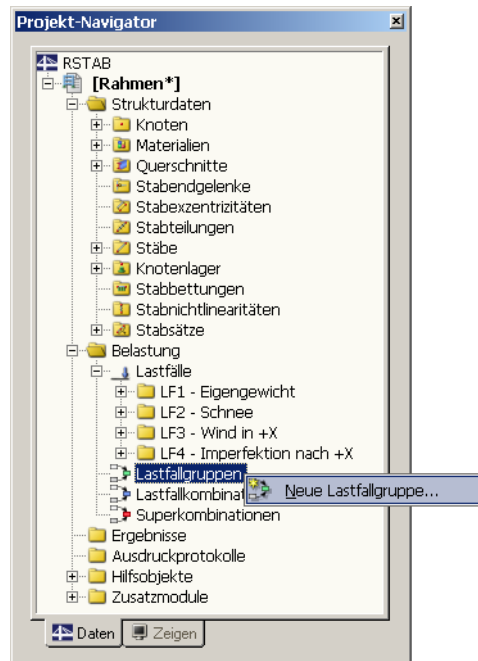 Projekt-Navigator
RSTAB
[Rahmen*]
Strukturdaten
Knoten
Materialien
Querschnitte
Stabendgelenke
Stabexzentrizitäten
Stabteilungen
Stäbe
Knotenlager
Stabbettungen
Stabnichtlinearitäten
Stabsätze
Belastung
Lastfälle
LF1 - Eigengewicht
LF2 - Schnee
LF3 - Wind in +X
LF4 - Imperfektion nach +X
Lastfallgruppen
Neue Lastfallgruppe...
Lastfallkombinat
Superkombinationen
Ergebnisse
Ausdruckprotokolle
Hilfsobjekte
Zusatzmodule
Daten Zeigen